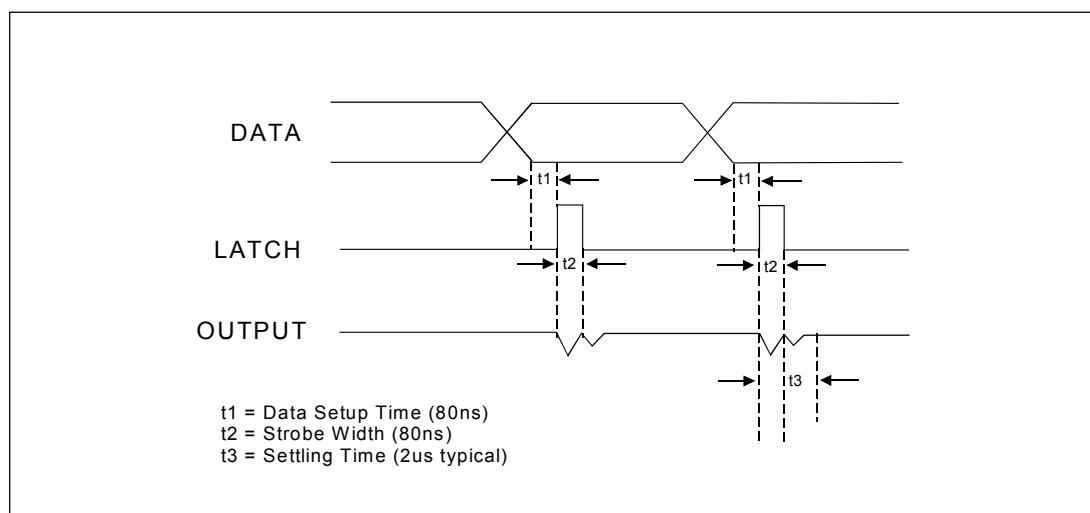 DATA
t1
t1
LATCH
t2
t2
OUTPUT
t3
t1 = Data Setup Time (80ns)
t2 = Strobe Width (80ns)
t3 = Settling Time (2us typical)